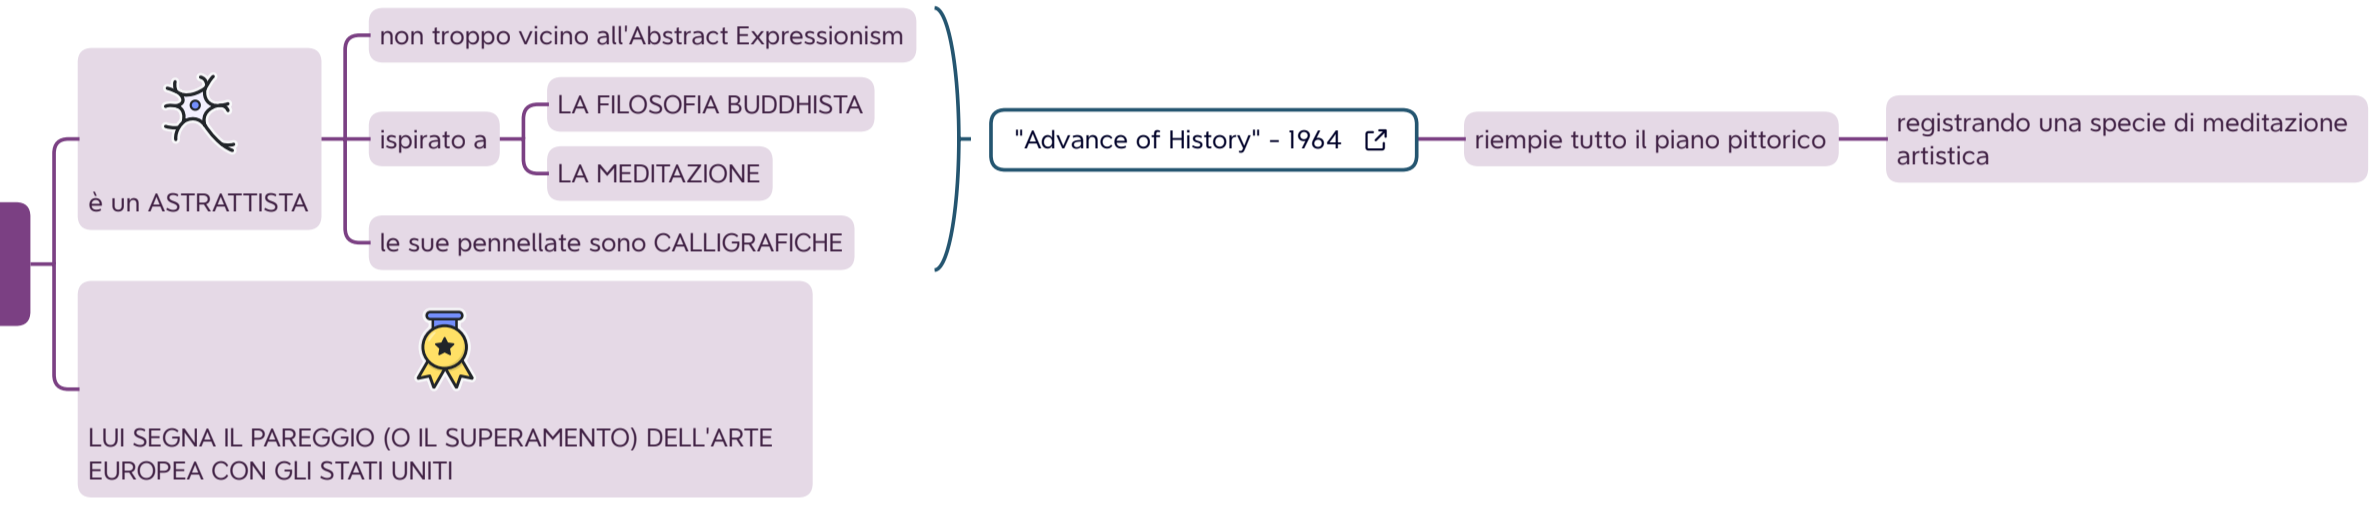 non troppo vicino all'Abstract Expressionism
LA FILOSOFIA BUDDHISTA
ispirato a
LA MEDITAZIONE
è un ASTRATTISTA
le sue pennellate sono CALLIGRAFICHE
"Advance of History" - 1964
riempie tutto il piano pittorico
registrando una specie di meditazione
artistica
LUI SEGNA IL PAREGGIO (O IL SUPERAMENTO) DELL'ARTE
EUROPEA CON GLI STATI UNITI